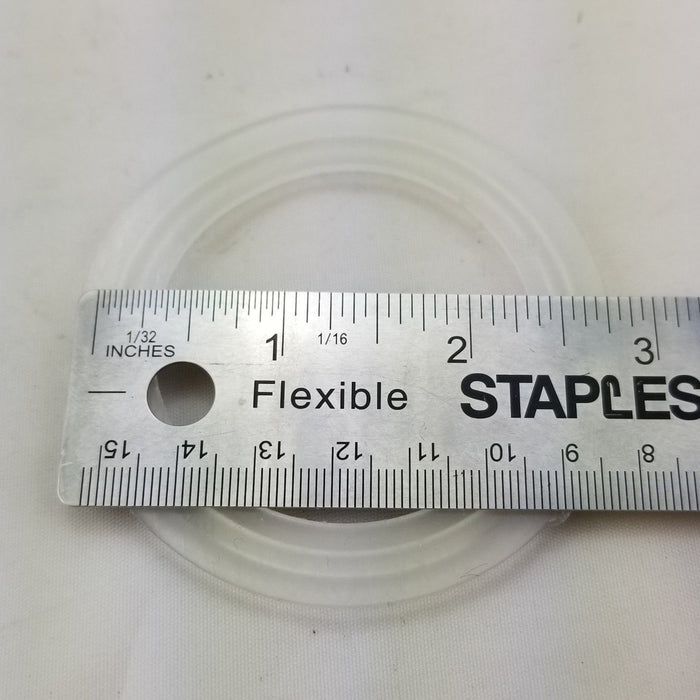 1/32
INCHES
1 1/16 2 3
Flexible STAPLES
15 14 13 12 11 10 9 8